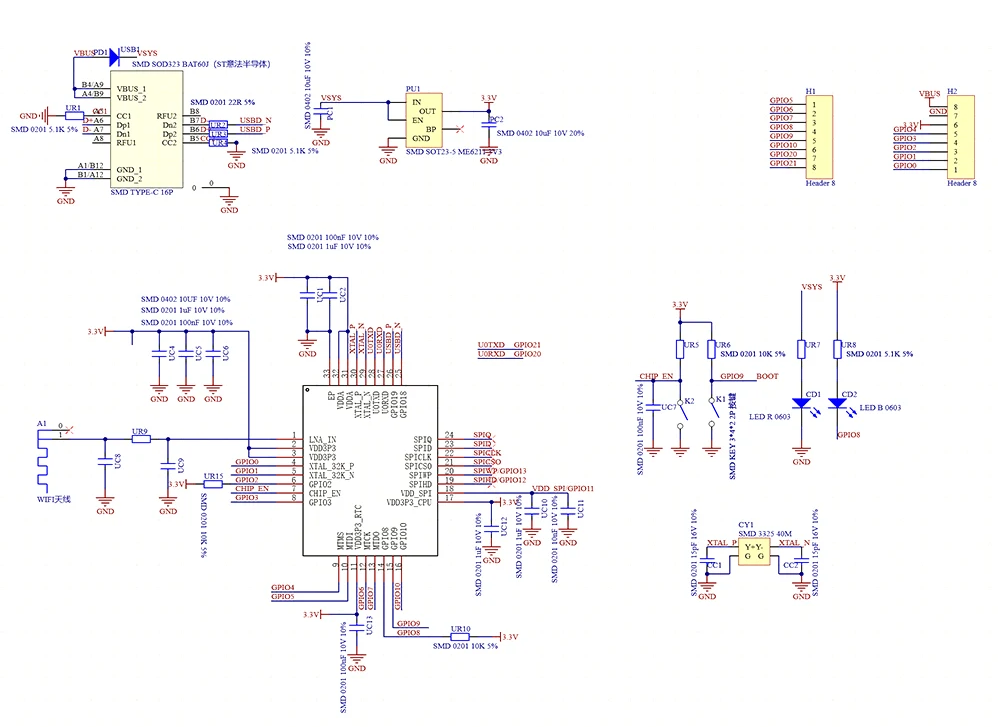 VBUS PD1 USB1 VSYS
SMD SOD323 BAT60J（ST意法半导体）
B4/A9 VBUS_1
A4/B9 VBUS_2
SMD 0201 22R 5%
GND UR1 CC1 RFU2 B8
A6 Dp1 Dn2 B7 UR2 USBD_N
SMD 0201 5.1K 5% A7 Dn1 Dp2 B6 USBD_P
A8 RFU1 CC2 B5
SMD 0201 5.1K 5%
GND
A1/B12 GND_1
B1/A12 GND_2
SMD TYPE-C 16P
0 0
GND
GND
SMD 0402 10uF 10V 10%
VSYS
PC1
GND
PU1
IN
OUT
EN
BP
GND
GND
3.3V
PC2
SMD 0402 10uF 10V 20%
GND
H1
GPIO5 1
GPIO6 2
GPIO7 3
GPIO8 4
GPIO9 5
GPIO10 6
GPIO20 7
GPIO21 8
Header 8
H2
VBUS 8
GND 7
3.3V 6
GPIO4 5
GPIO3 4
GPIO2 3
GPIO1 2
GPIO0 1
Header 8
SMD 0201 100nF 10V 10%
SMD 0201 1uF 10V 10%
3.3V
UC1
UC2
GND
SMD 0402 10UF 10V 10%
SMD 0201 1uF 10V 10%
SMD 0201 100nF 10V 10%
3.3V
UC4
UC5
UC6
GND
GND
GND
XTAL_P
XTAL_N
U0TXD
U0RXD
USBD_P
USBD_N
33
32
31
30
29
28
27
26
25
EP
VDDA
VDDA
XTAL_P
XTAL_N
U0TXD
U0RXD
GPIO19
GPIO18
U0TXD GPIO21
U0RXD GPIO20
A1
0
1
WIFI天线
UR9
UC8
UC9
GND
GND
3.3V UR15
SMD 0201 10K 5%
1 LNA_IN
2 VDD3P3
3 VDD3P3
GPIO0 4 XTAL_32K_P
GPIO1 5 XTAL_32K_N
GPIO2 6 GPIO2
CHIP_EN 7 CHIP_EN
GPIO3 8 GPIO3
SPIQ 24 SPIQ
SPID 23 SPID
SPICLK 22 SPICLK
SPICS0 21 SPICSO
SPIWP 20 SPIWP GPIO13
SPIHD 19 SPIHD GPIO12
VDD_SPI 18 VDD_SPI GPIO11
VDD3P3_CPU 17 3.3V
MTMS
MTDI
VDD3P3_RTC
MTCK
MTDO
GPIO8
GPIO9
GPIO10
9
10
11
12
13
14
15
16
GPIO4
GPIO5
GPIO6
GPIO7
GPIO10
3.3V
UC13
SMD 0201 100nF 10V 10%
GND
GPIO9
GPIO8
UR10
SMD 0201 10K 5%
3.3V
UC12
SMD 0201 1uF 10V 10%
GND
UC10
SMD 0201 1uF 10V 10%
GND
UC11
SMD 0201 10nF 10V 10%
GND
3.3V
UR5
UR6
SMD 0201 10K 5%
CHIP_EN
GPIO9 BOOT
UC7
SMD 0201 100nF 10V 10%
K2
K1
SMD KEY 3*4*2 2P 按键
GND
GND
GND
VSYS
3.3V
UR7
UR8
SMD 0201 5.1K 5%
CD1
CD2
LED R 0603
LED B 0603
GPIO8
GND
CY1
SMD 3325 40M
XTAL_P
XTAL_N
Y+Y-
G G
CC1
CC2
SMD 0201 15pF 16V 10%
SMD 0201 15pF 16V 10%
GND
GND